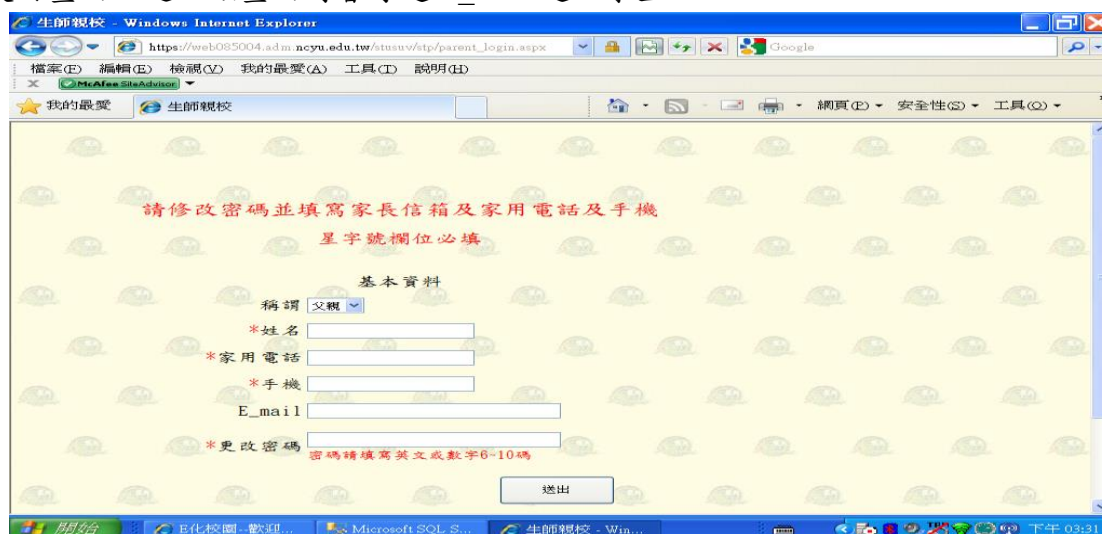 生師親校 - Windows Internet Explorer
https://web085004.adm.ncyu.edu.tw/stusuv/stp/parent_login.aspx
Google
檔案(F) 編輯(E) 檢視(V) 我的最愛(A) 工具(T) 說明(H)
X McAfee SiteAdvisor
我的最愛 生師親校 網頁(P) 安全性(S) 工具(O)
請修改密碼並填寫家長信箱及家用電話及手機
星字號欄位必填
基本資料
稱謂 父親
*姓名
*家用電話
*手機
E_mail
*更改密碼
密碼請填寫英文或數字6~10碼
送出
開始 E化校園--歡迎... Microsoft SQL S... 生師親校 - Win... 下午 03:31